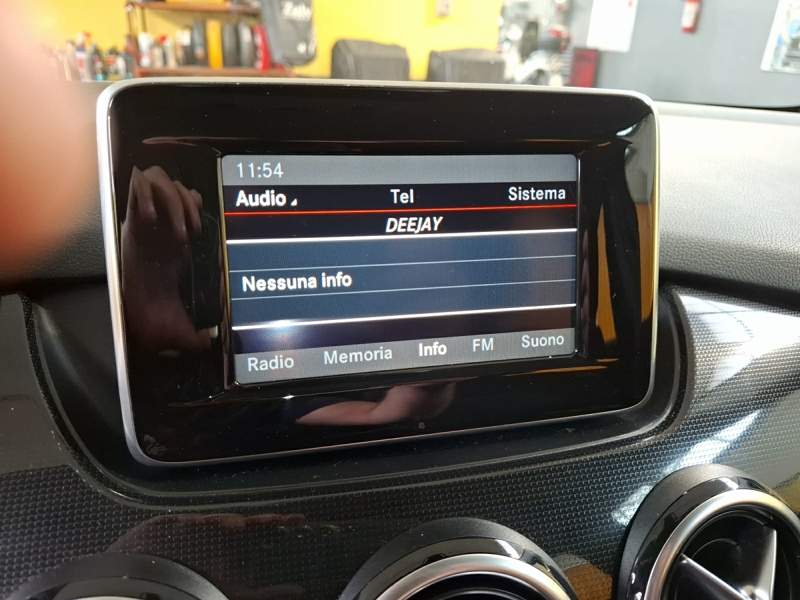 11:54
Audio Tel Sistema
DEEJAY
Nessuna info
Radio Memoria Info FM Suono